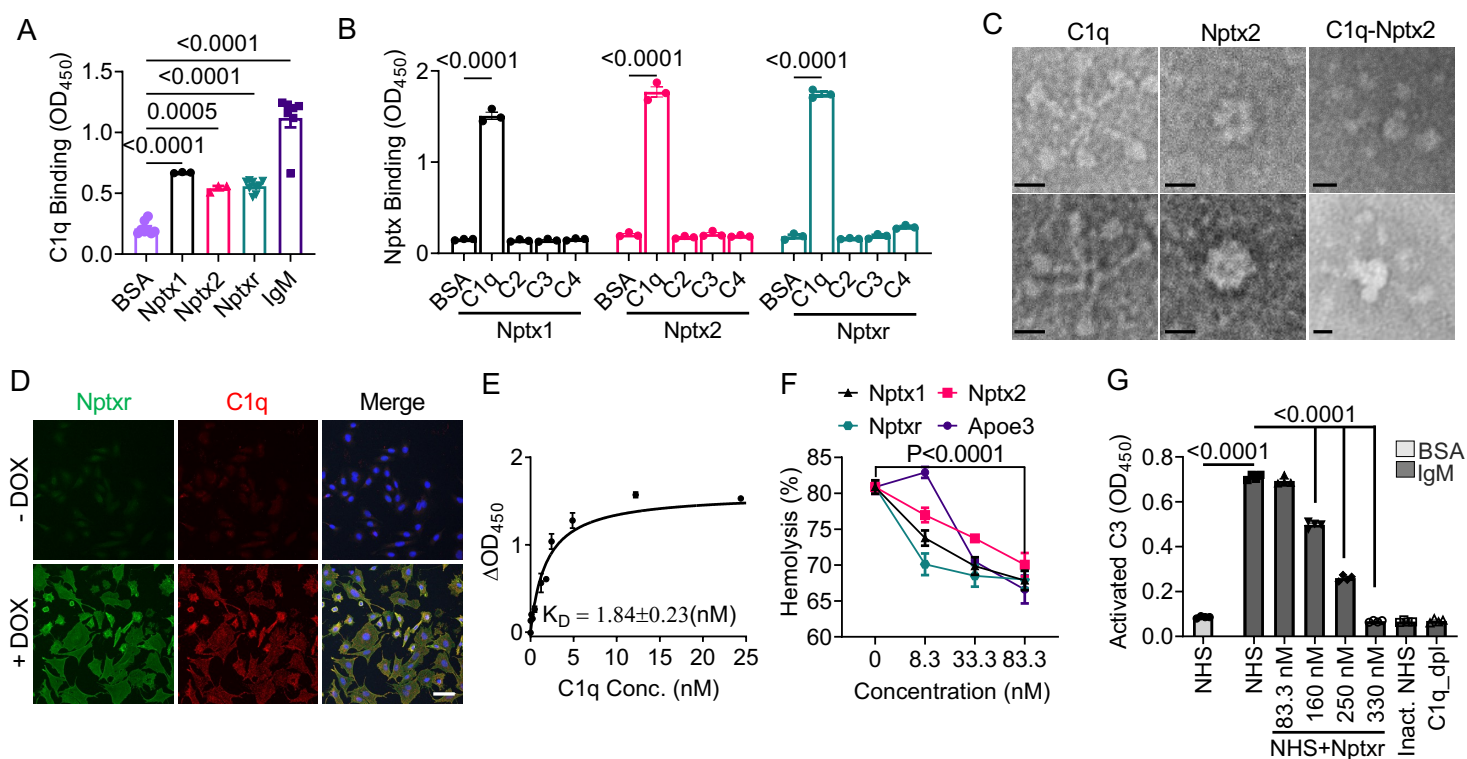 A
<0.0001
<0.0001
0.0005
<0.0001
C1q Binding (OD450)
1.5
1.0
0.5
0.0
BSA
Nptx1
Nptx2
Nptxr
IgM
B
<0.0001
<0.0001
<0.0001
Nptx Binding (OD450)
2
1
0
BSA
C1q
C2
C3
C4
BSA
C1q
C2
C3
C4
BSA
C1q
C2
C3
C4
Nptx1
Nptx2
Nptxr
C
C1q
Nptx2
C1q-Nptx2
D
Nptxr
C1q
Merge
- DOX
+ DOX
E
ΔOD450
2
1
0
KD = 1.84±0.23(nM)
0
5
10
15
20
25
C1q Conc. (nM)
F
Nptx1
Nptx2
Nptxr
Apoe3
P<0.0001
Hemolysis (%)
85
80
75
70
65
60
0
8.3
33.3
83.3
Concentration (nM)
G
<0.0001
<0.0001
BSA
IgM
Activated C3 (OD450)
0.8
0.6
0.4
0.2
0.0
NHS
NHS
83.3 nM
160 nM
250 nM
330 nM
Inact. NHS
C1q_dpl
NHS+Nptxr